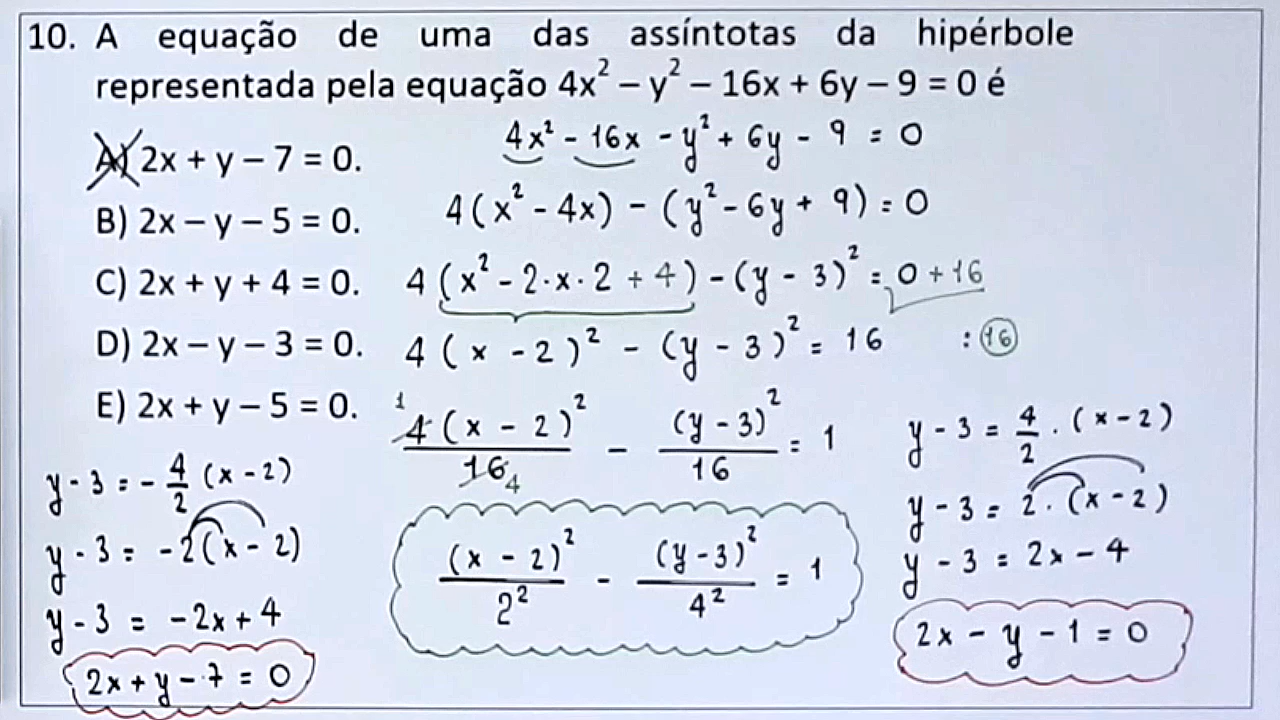 10. A equação de uma das assíntotas da hipérbole
representada pela equação 4x² – y² – 16x + 6y – 9 = 0 é
A) 2x + y – 7 = 0.
B) 2x – y – 5 = 0.
C) 2x + y + 4 = 0.
D) 2x – y – 3 = 0.
E) 2x + y – 5 = 0.
4x² - 16x - y² + 6y - 9 = 0
4(x² - 4x) - (y² - 6y + 9) = 0
4(x² - 2·x·2 + 4) - (y - 3)² = 0 + 16
4(x - 2)² - (y - 3)² = 16 : 16
1 4(x - 2)²/16 4 - (y - 3)²/16 = 1
(x - 2)²/2² - (y - 3)²/4² = 1
y - 3 = - 4/2 (x - 2)
y - 3 = -2(x - 2)
y - 3 = -2x + 4
2x + y - 7 = 0
y - 3 = 4/2 · (x - 2)
y - 3 = 2·(x - 2)
y - 3 = 2x - 4
2x - y - 1 = 0